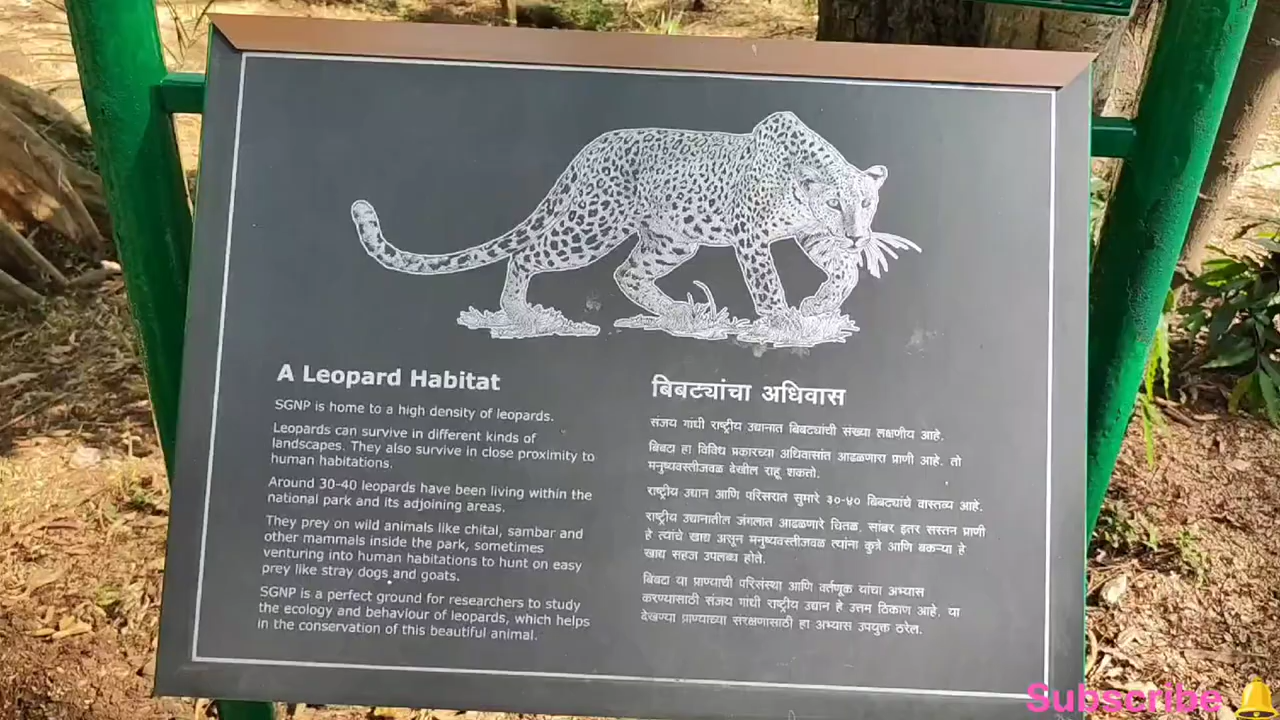 A Leopard Habitat
SGNP is home to a high density of leopards.
Leopards can survive in different kinds of
landscapes. They also survive in close proximity to
human habitations.
Around 30-40 leopards have been living within the
national park and its adjoining areas.
They prey on wild animals like chital, sambar and
other mammals inside the park, sometimes
venturing into human habitations to hunt on easy
prey like stray dogs and goats.
SGNP is a perfect ground for researchers to study
the ecology and behaviour of leopards, which helps
in the conservation of this beautiful animal.
बिबट्यांचा अधिवास
संजय गांधी राष्ट्रीय उद्यानात बिबट्यांची संख्या लक्षणीय आहे.
बिबटा हा विविध प्रकारच्या अधिवासांत आढळणारा प्राणी आहे. तो
मनुष्यवस्तीजवळ देखील राहू शकतो.
राष्ट्रीय उद्यान आणि परिसरात सुमारे ३०-४० बिबट्यांचे वास्तव्य आहे.
राष्ट्रीय उद्यानातील जंगलात आढळणारे चितळ, सांबर इतर सस्तन प्राणी
हे त्यांचे खाद्य असून मनुष्यवस्तीजवळ त्यांना कुत्रे आणि बकऱ्या हे
खाद्य सहज उपलब्ध होते.
बिबटा या प्राण्याची परिसंस्था आणि वर्तणूक यांचा अभ्यास
करण्यासाठी संजय गांधी राष्ट्रीय उद्यान हे उत्तम ठिकाण आहे. या
देखण्या प्राण्याच्या संरक्षणासाठी हा अभ्यास उपयुक्त ठरेल.
Subscribe